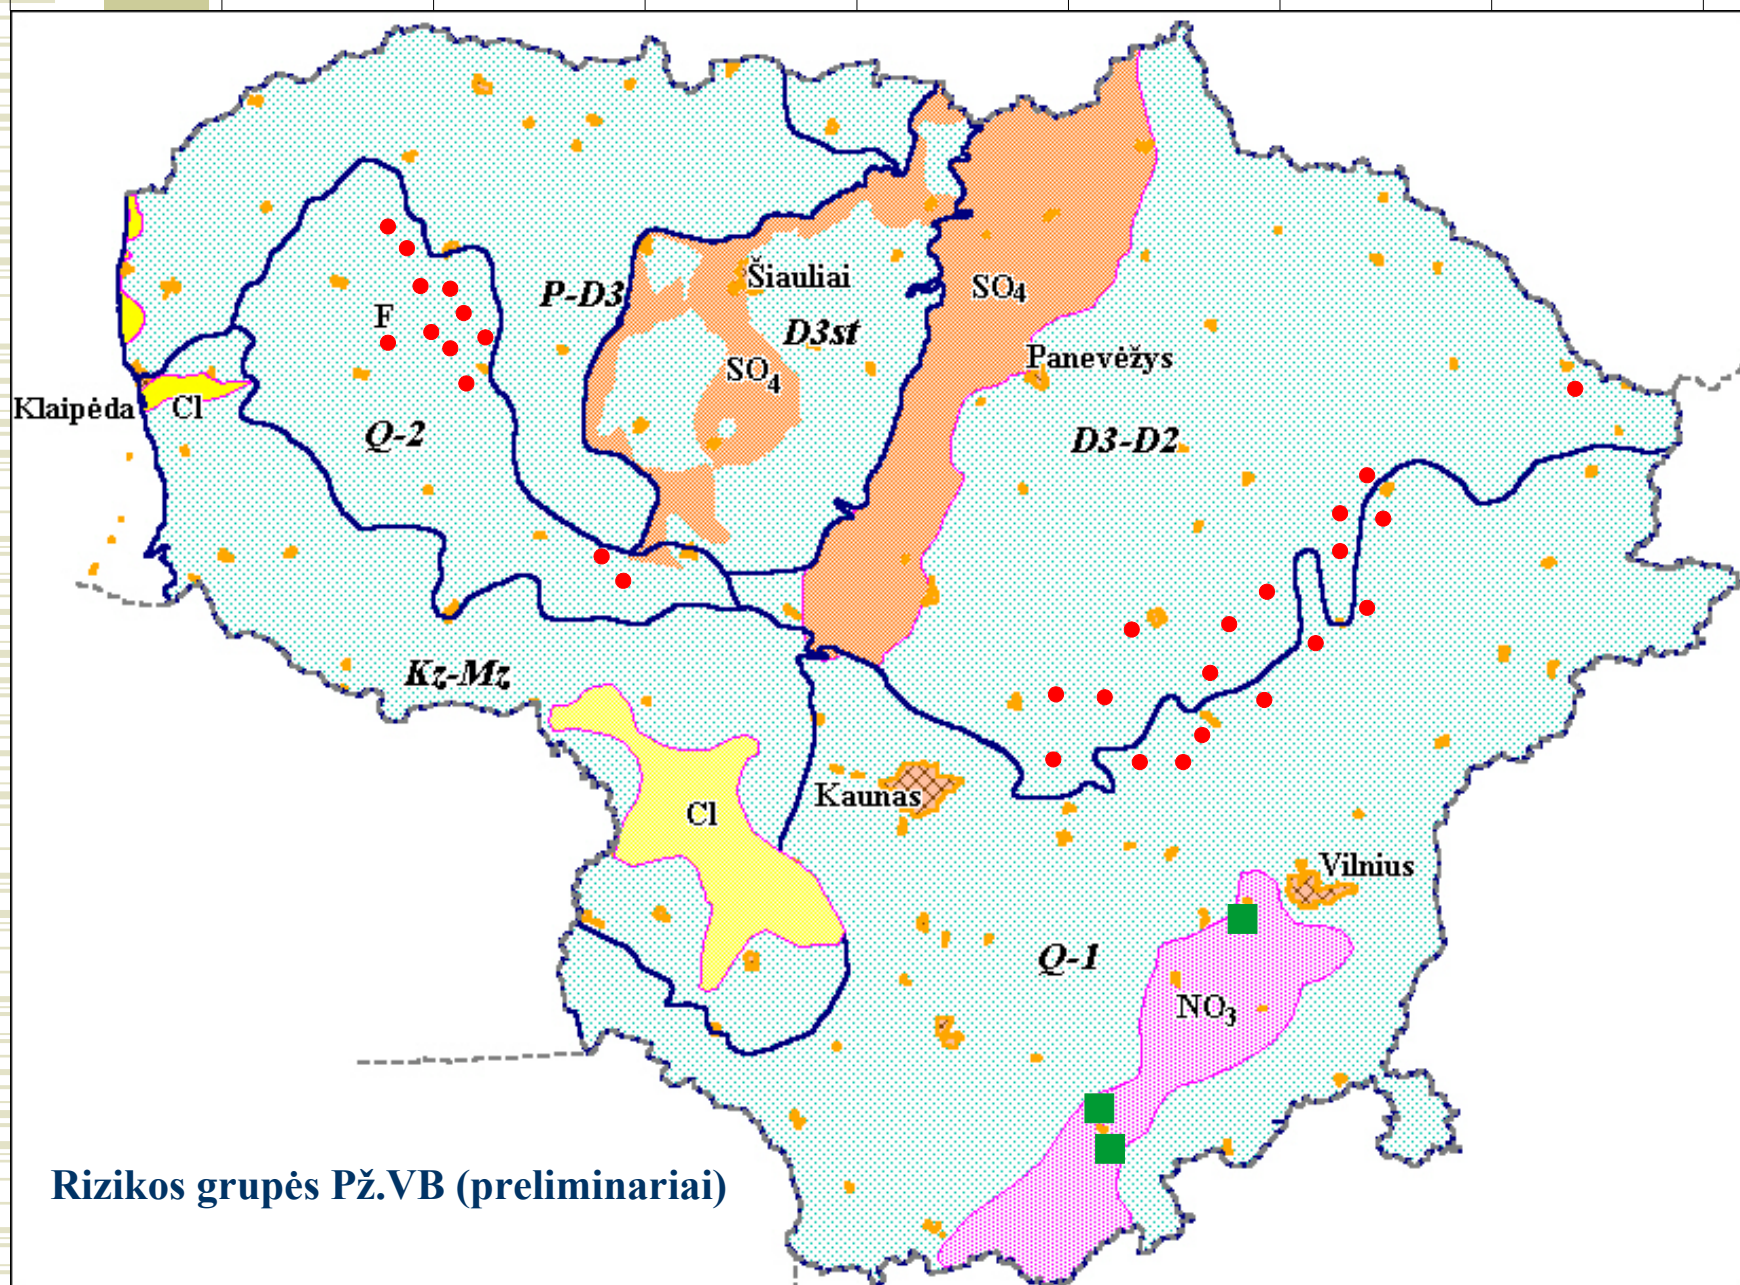 Šiauliai
P-D3
SO4
F
D3st
Panevėžys
SO4
Klaipėda
Cl
Q-2
D3-D2
Kz-Mz
Kaunas
Cl
Vilnius
Q-1
NO3
Rizikos grupės Pž.VB (preliminariai)